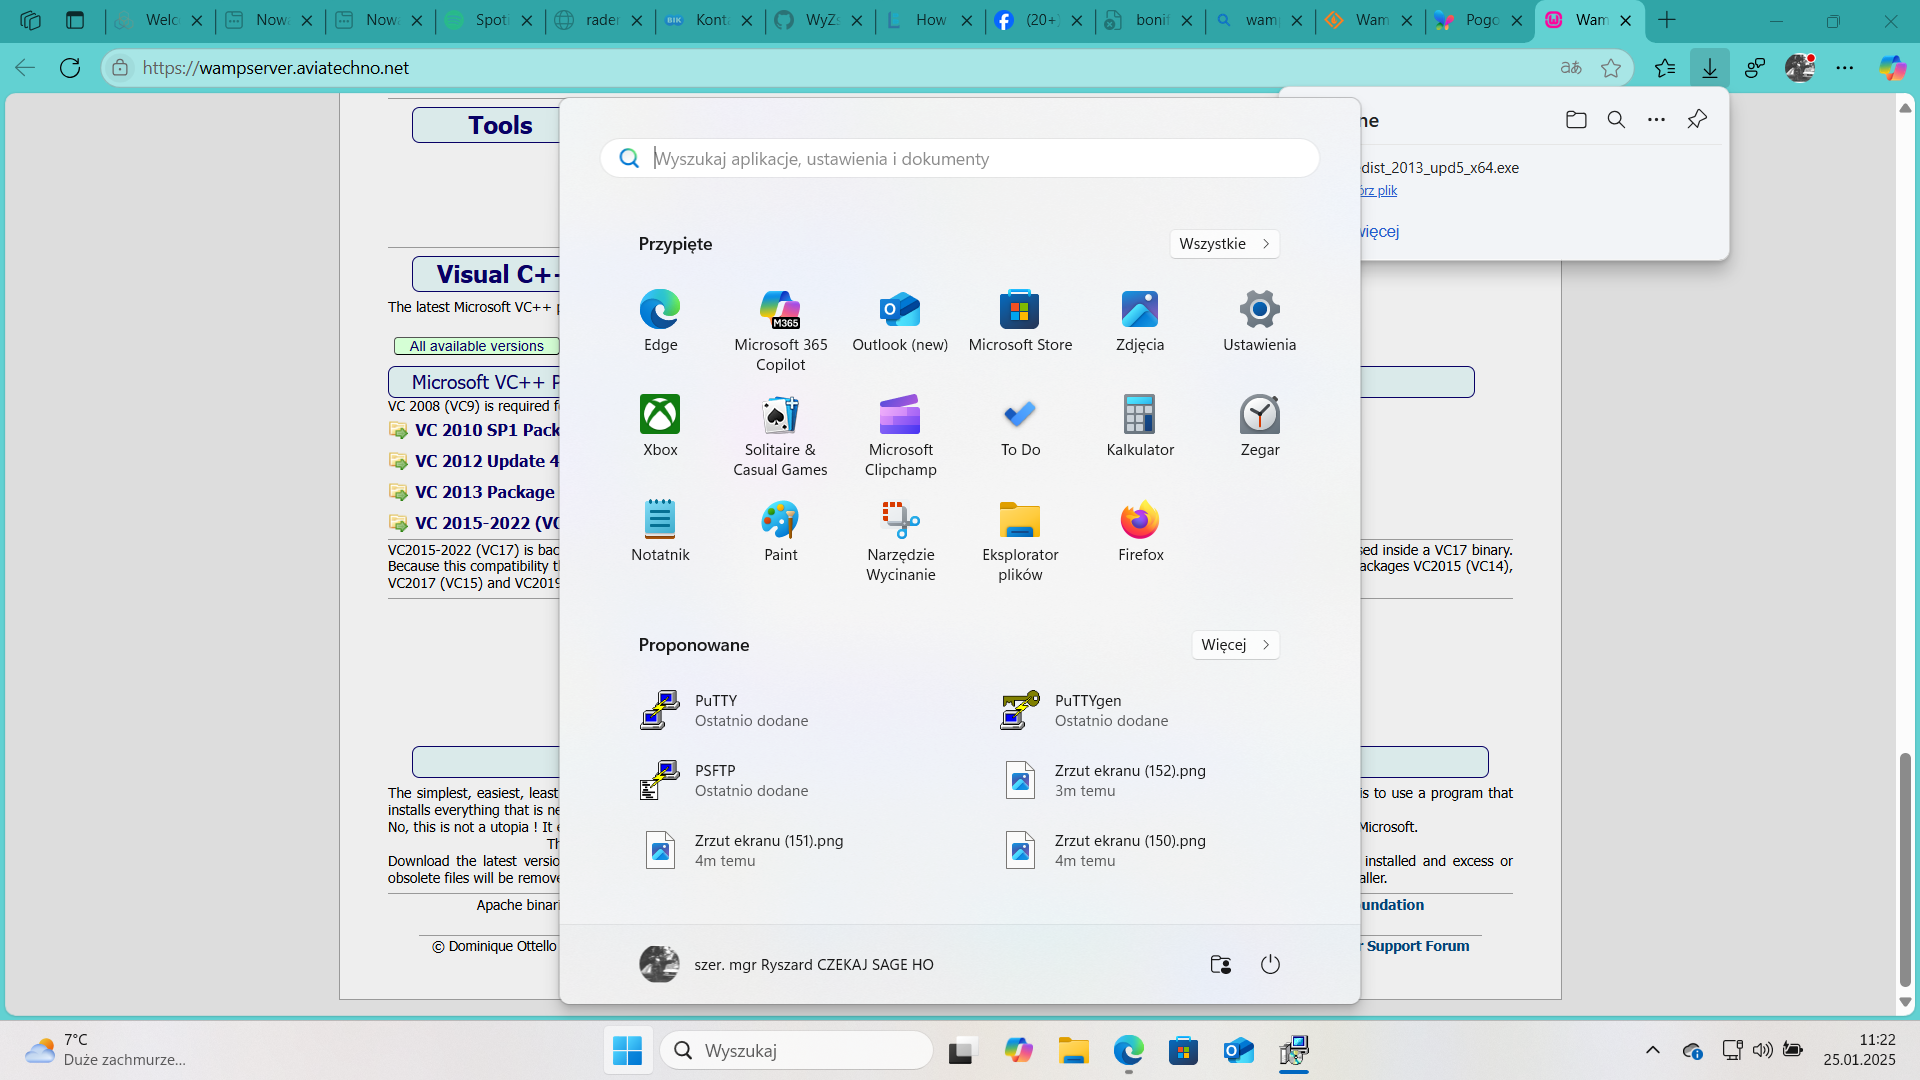 Welc
Nowa
Nowa
Spoti
rader
Konta
WyZs
How
(20+)
bonif
wamp
Wam
Pogo
Wam
https://wampserver.aviatechno.net
Tools
Visual C+
The latest Microsoft VC++
All available versions
Microsoft VC++ P
VC 2008 (VC9) is required f
VC 2010 SP1 Pack
VC 2012 Update 4
VC 2013 Package
VC 2015-2022 (VC
VC2015-2022 (VC17) is bac
Because this compatibility t
VC2017 (VC15) and VC2019
sed inside a VC17 binary.
ackages VC2015 (VC14),
The simplest, easiest, least
is to use a program that
installs everything that is ne
No, this is not a utopia ! It
Microsoft.
Th
Download the latest versio
installed and excess or
obsolete files will be remove
aller.
Apache binari
undation
© Dominique Ottello
r Support Forum
ne
dist_2013_upd5_x64.exe
órz plik
więcej
Wyszukaj aplikacje, ustawienia i dokumenty
Przypięte
Wszystkie
Edge
Microsoft 365
Copilot
M365
Outlook (new)
Microsoft Store
Zdjęcia
Ustawienia
Xbox
Solitaire &
Casual Games
Microsoft
Clipchamp
To Do
Kalkulator
Zegar
Notatnik
Paint
Narzędzie
Wycinanie
Eksplorator
plików
Firefox
Proponowane
Więcej
PuTTY
Ostatnio dodane
PuTTYgen
Ostatnio dodane
PSFTP
Ostatnio dodane
Zrzut ekranu (152).png
3m temu
Zrzut ekranu (151).png
4m temu
Zrzut ekranu (150).png
4m temu
szer. mgr Ryszard CZEKAJ SAGE HO
7°C
Duże zachmurze...
Wyszukaj
11:22
25.01.2025